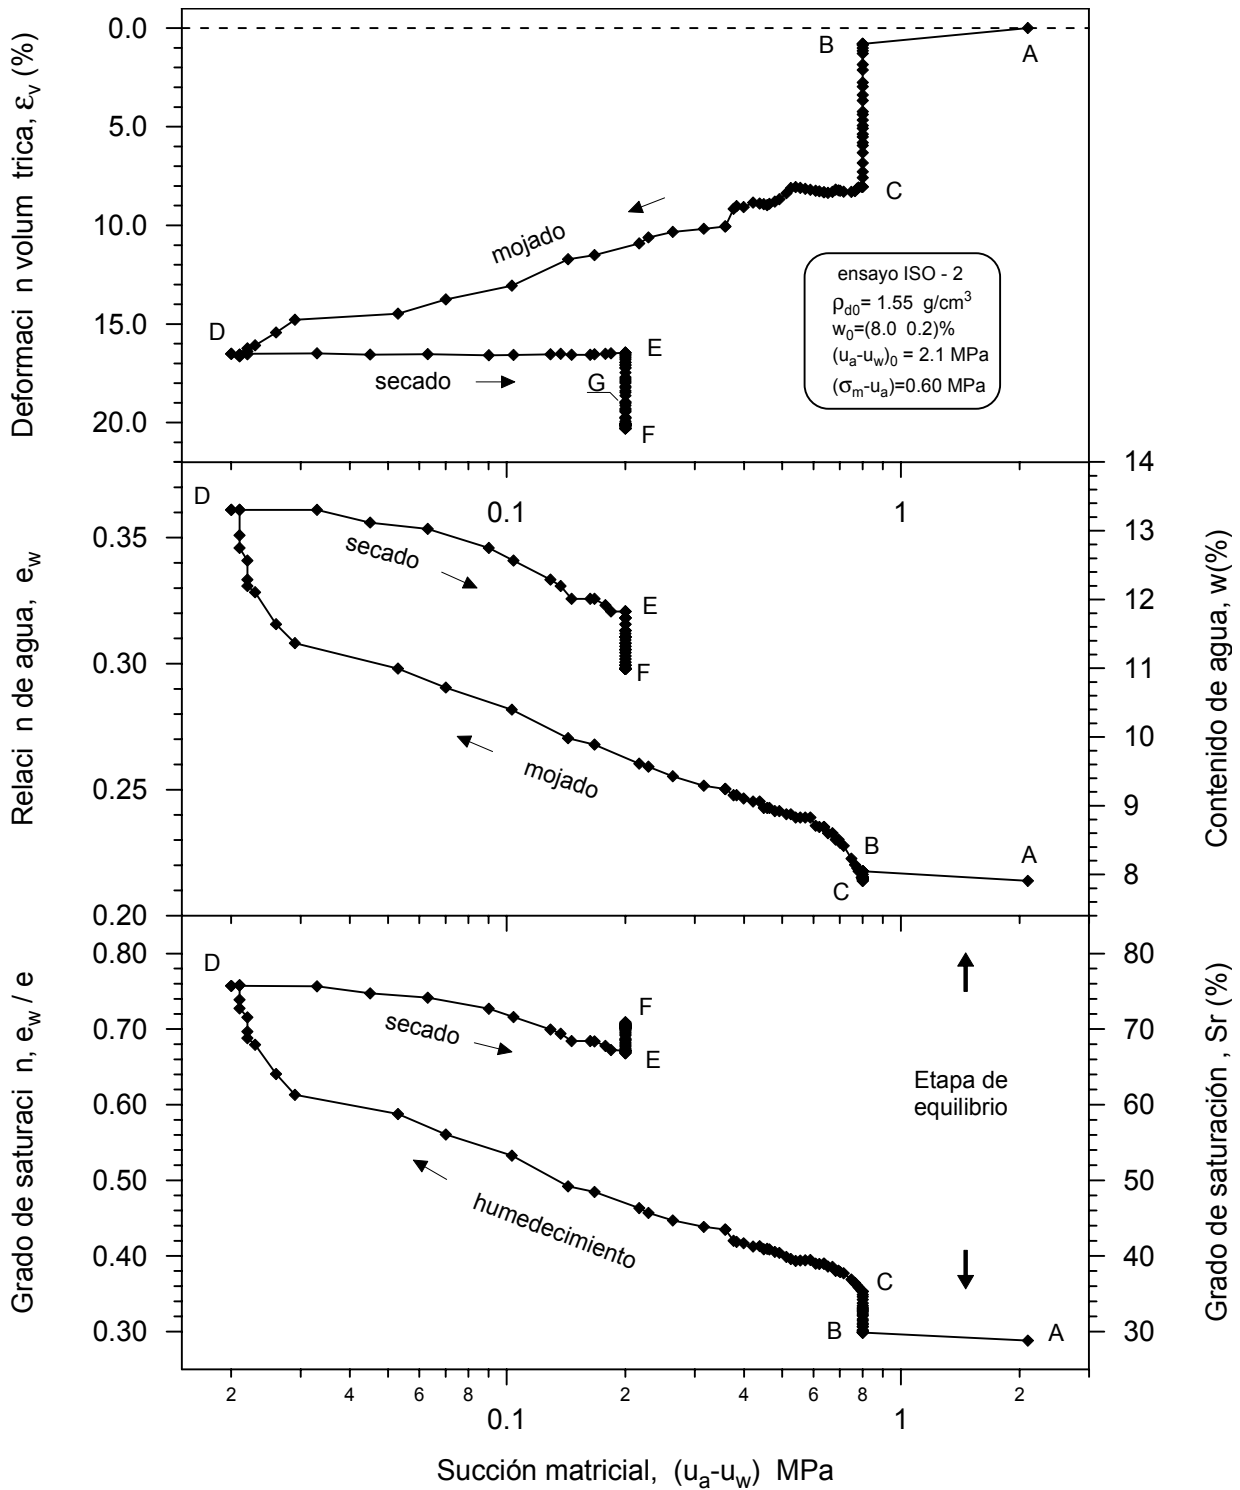 Deformaci n volum trica, εv (%)
0.0
5.0
10.0
15.0
20.0
A
B
C
mojado
D
E
secado
G
F
ensayo ISO - 2
ρd0= 1.55 g/cm3
w0=(8.0 0.2)%
(ua-uw)0 = 2.1 MPa
(σm-ua)=0.60 MPa
Relaci n de agua, ew
0.35
0.30
0.25
0.20
0.1
1
D
secado
E
F
mojado
B
A
C
14
13
12
11
10
9
8
Contenido de agua, w(%)
Grado de saturaci n, ew / e
0.80
0.70
0.60
0.50
0.40
0.30
D
secado
F
E
humedecimiento
C
B
A
Etapa de
equilibrio
80
70
60
50
40
30
Grado de saturación , Sr (%)
2 4 6 8 2 4 6 8 2
0.1 1
Succión matricial, (ua-uw) MPa